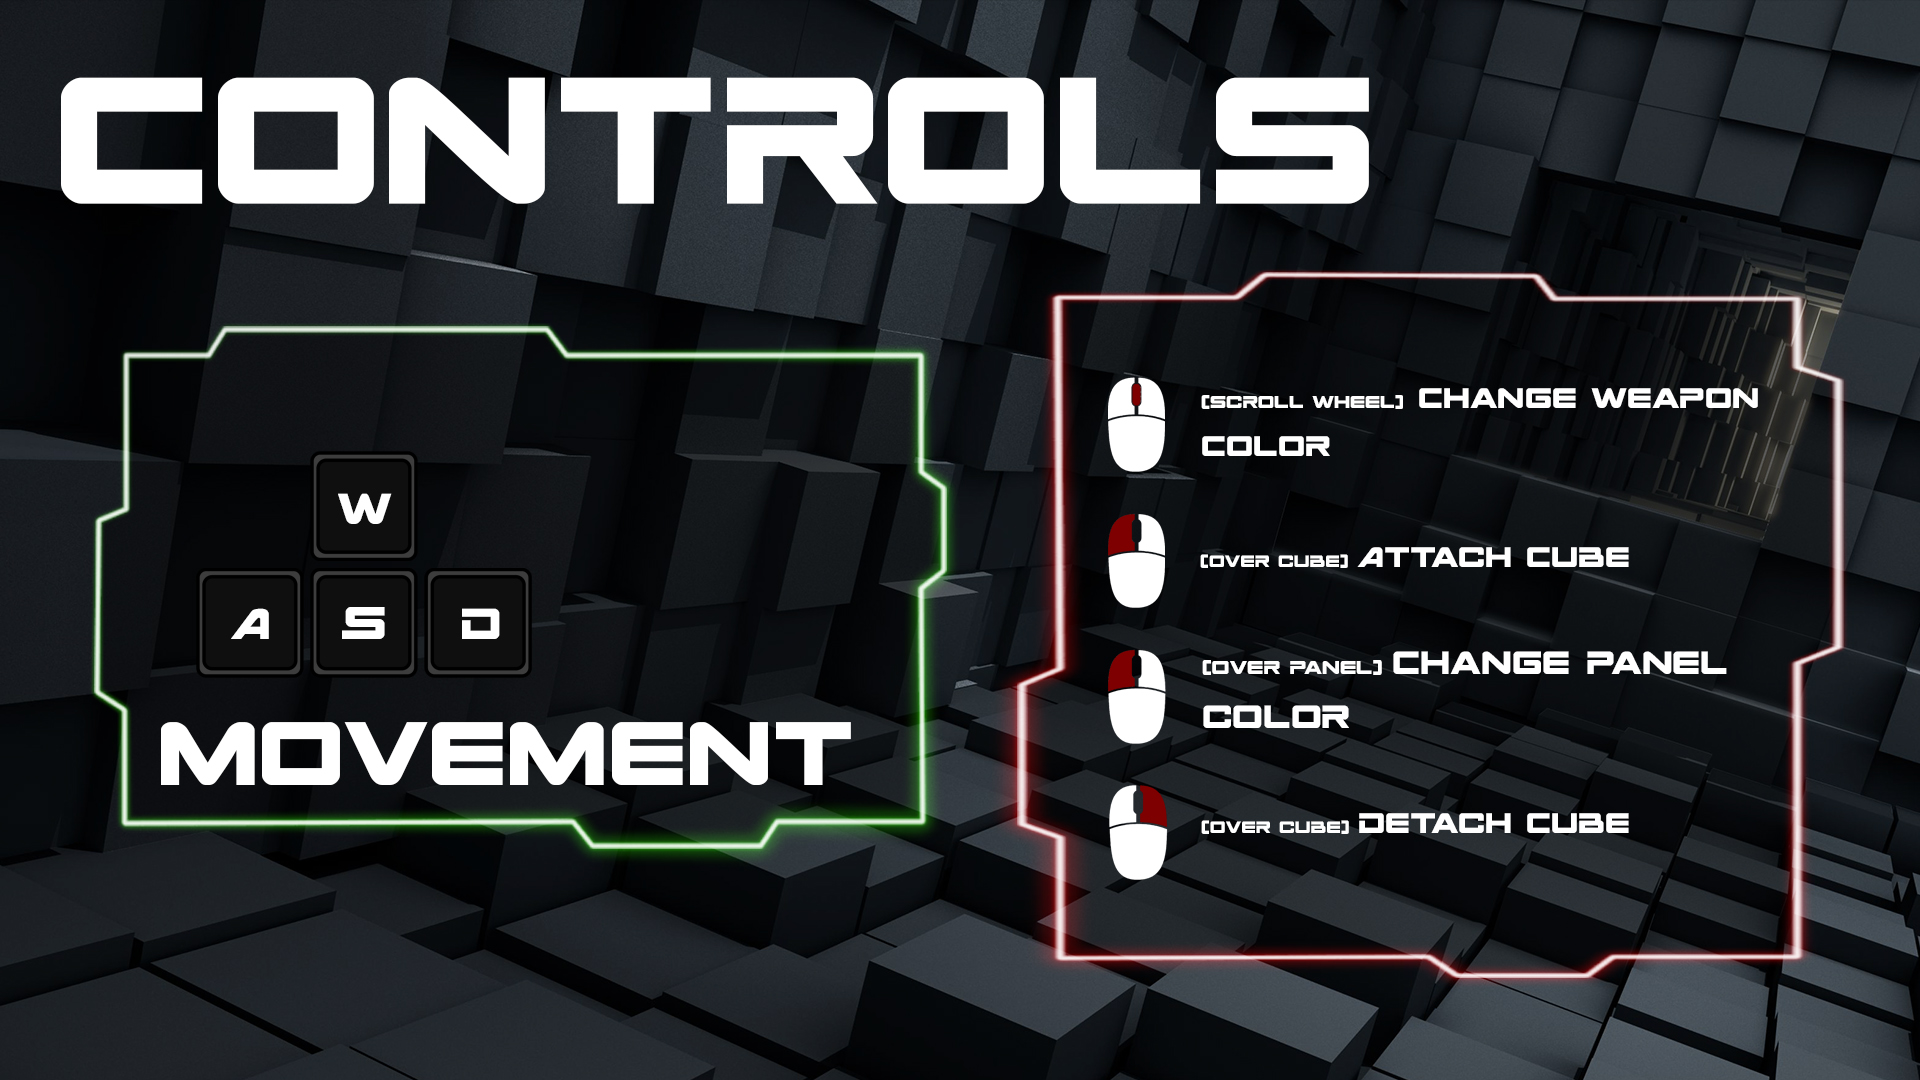 CONTROLS
W
A S D
MOVEMENT
[SCROLL WHEEL] CHANGE WEAPON
COLOR
[OVER CUBE] ATTACH CUBE
[OVER PANEL] CHANGE PANEL
COLOR
[OVER CUBE] DETACH CUBE